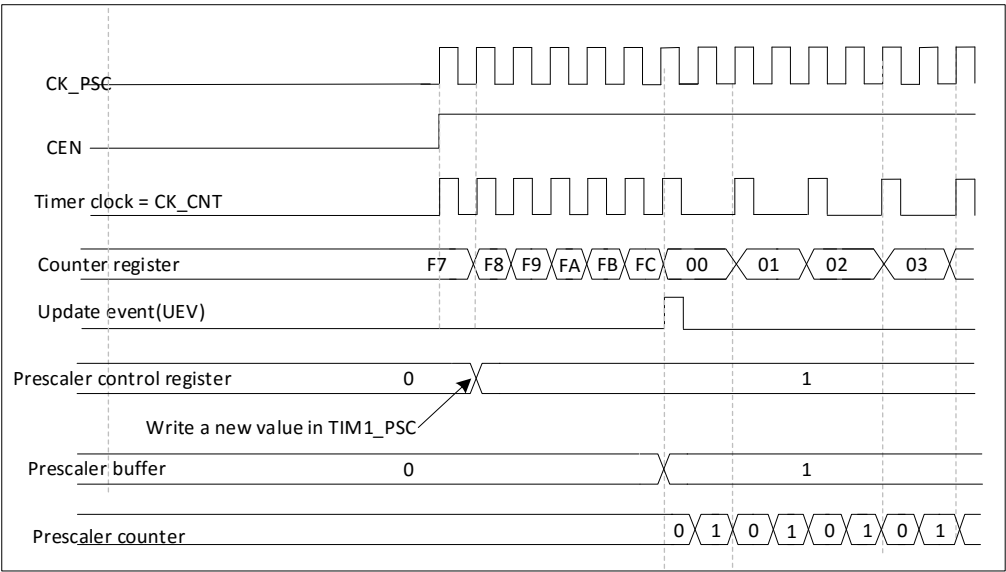 CK_PSC
CEN
Timer clock = CK_CNT
Counter register F7 F8 F9 FA FB FC 00 01 02 03
Update event(UEV)
Prescaler control register 0 1
Write a new value in TIM1_PSC
Prescaler buffer 0 1
Prescaler counter 0 1 0 1 0 1 0 1